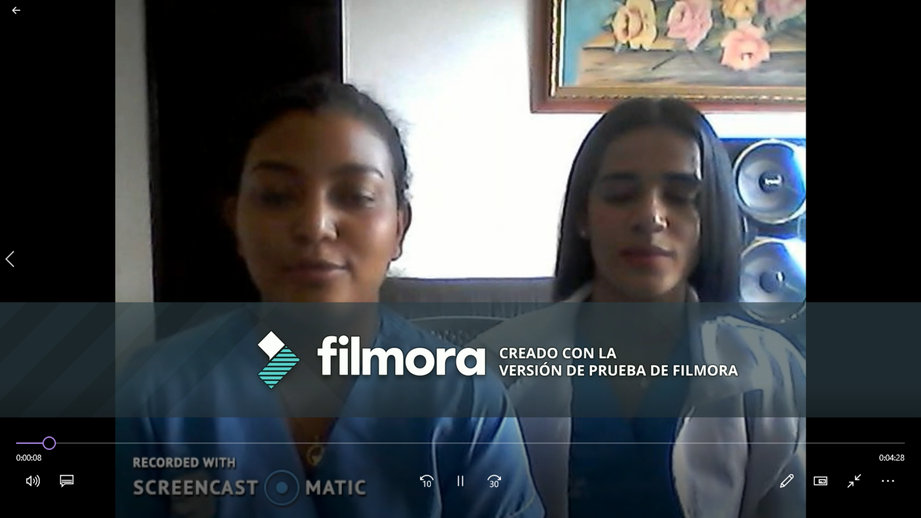 filmora
CREADO CON LA
VERSIÓN DE PRUEBA DE FILMORA
0:00:08
0:04:28
RECORDED WITH
SCREENCAST MATIC
10
30